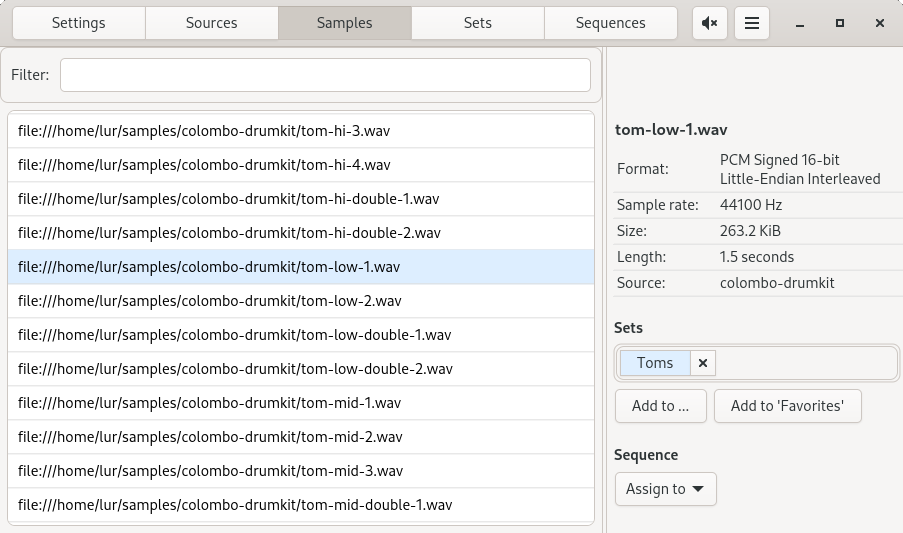 Settings
Sources
Samples
Sets
Sequences
Filter:
file:///home/lur/samples/colombo-drumkit/tom-hi-3.wav
file:///home/lur/samples/colombo-drumkit/tom-hi-4.wav
file:///home/lur/samples/colombo-drumkit/tom-hi-double-1.wav
file:///home/lur/samples/colombo-drumkit/tom-hi-double-2.wav
file:///home/lur/samples/colombo-drumkit/tom-low-1.wav
file:///home/lur/samples/colombo-drumkit/tom-low-2.wav
file:///home/lur/samples/colombo-drumkit/tom-low-double-1.wav
file:///home/lur/samples/colombo-drumkit/tom-low-double-2.wav
file:///home/lur/samples/colombo-drumkit/tom-mid-1.wav
file:///home/lur/samples/colombo-drumkit/tom-mid-2.wav
file:///home/lur/samples/colombo-drumkit/tom-mid-3.wav
file:///home/lur/samples/colombo-drumkit/tom-mid-double-1.wav
tom-low-1.wav
Format: PCM Signed 16-bit
Little-Endian Interleaved
Sample rate: 44100 Hz
Size: 263.2 KiB
Length: 1.5 seconds
Source: colombo-drumkit
Sets
Toms
Add to ...
Add to 'Favorites'
Sequence
Assign to